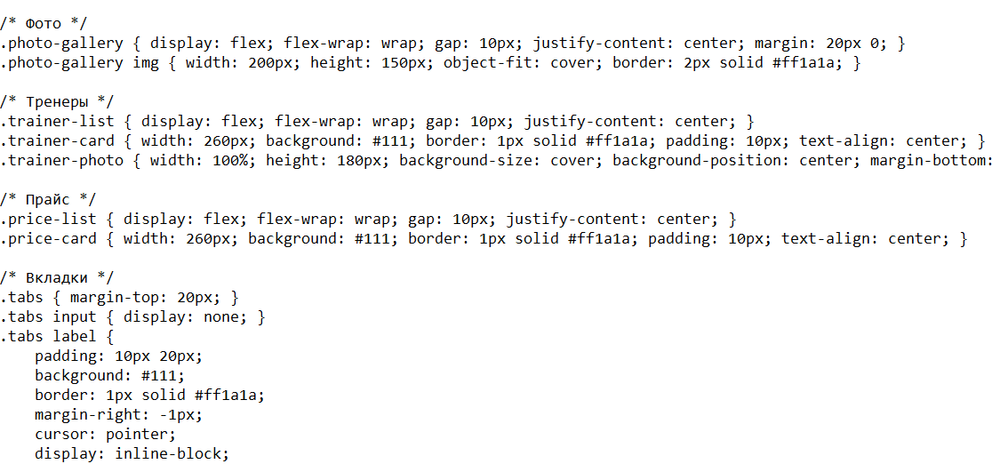 /* Фото */
.photo-gallery { display: flex; flex-wrap: wrap; gap: 10px; justify-content: center; margin: 20px 0; }
.photo-gallery img { width: 200px; height: 150px; object-fit: cover; border: 2px solid #ff1a1a; }
/* Тренеры */
.trainer-list { display: flex; flex-wrap: wrap; gap: 10px; justify-content: center; }
.trainer-card { width: 260px; background: #111; border: 1px solid #ff1a1a; padding: 10px; text-align: center; }
.trainer-photo { width: 100%; height: 180px; background-size: cover; background-position: center; margin-bottom:
/* Прайс */
.price-list { display: flex; flex-wrap: wrap; gap: 10px; justify-content: center; }
.price-card { width: 260px; background: #111; border: 1px solid #ff1a1a; padding: 10px; text-align: center; }
/* Вкладки */
.tabs { margin-top: 20px; }
.tabs input { display: none; }
.tabs label {
    padding: 10px 20px;
    background: #111;
    border: 1px solid #ff1a1a;
    margin-right: -1px;
    cursor: pointer;
    display: inline-block;